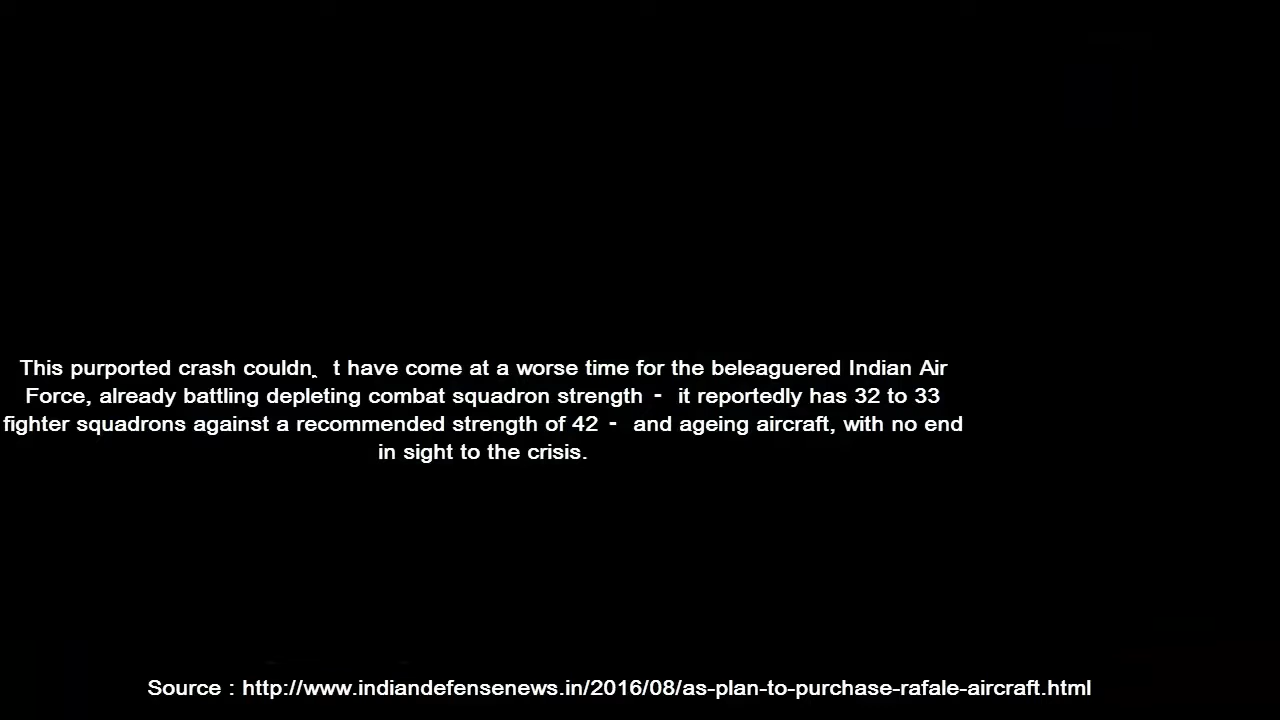 This purported crash couldn. t have come at a worse time for the beleaguered Indian Air
Force, already battling depleting combat squadron strength - it reportedly has 32 to 33
fighter squadrons against a recommended strength of 42 - and ageing aircraft, with no end
in sight to the crisis.
Source : http://www.indiandefensenews.in/2016/08/as-plan-to-purchase-rafale-aircraft.html